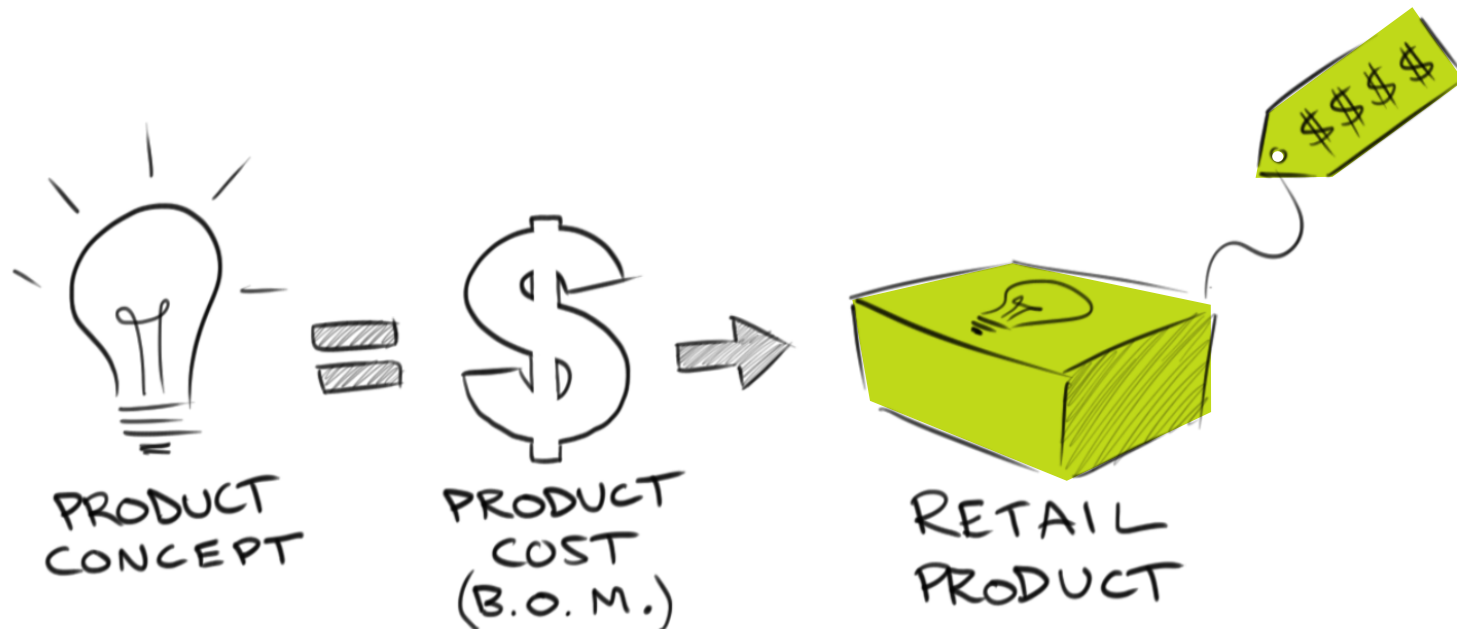 $ $ $ $
$
PRODUCT
CONCEPT
PRODUCT
COST
(B.O.M.)
RETAIL
PRODUCT